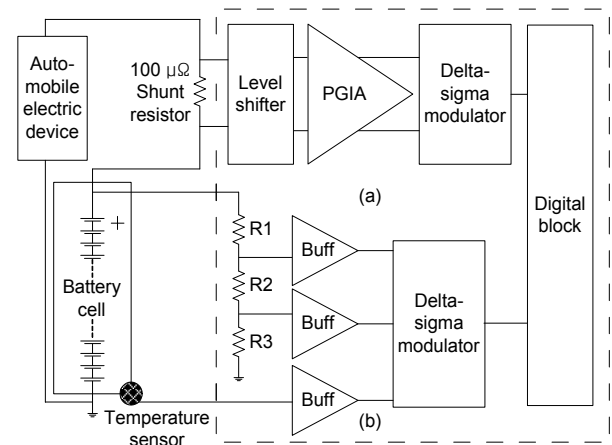 Auto-
mobile
electric
device
100 μΩ
Shunt
resistor
Level
shifter
PGIA
Delta-
sigma
modulator
(a)
Digital
block
+
Battery
cell
R1
R2
R3
Buff
Buff
Buff
Delta-
sigma
modulator
(b)
Temperature
sensor